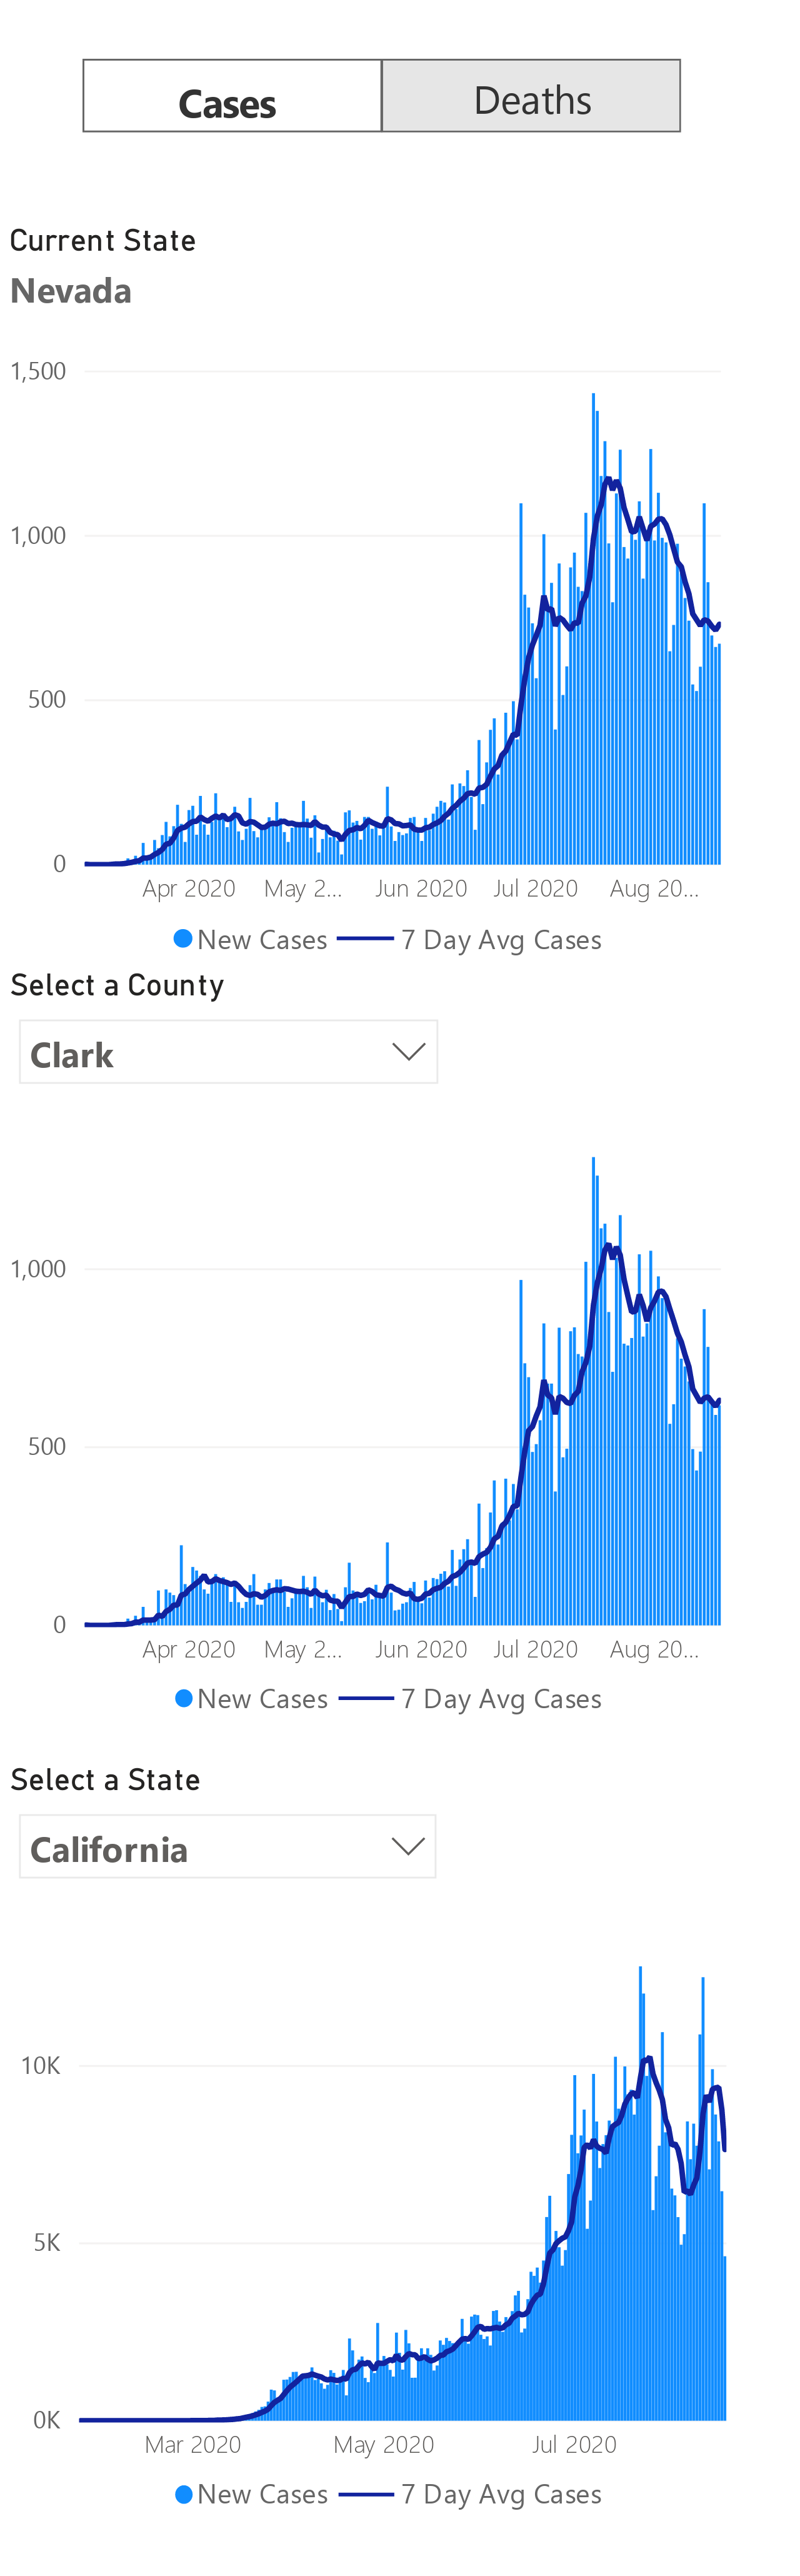 Cases Deaths
Current State
Nevada
1,500
1,000
500
0
Apr 2020 May 2... Jun 2020 Jul 2020 Aug 20...
New Cases 7 Day Avg Cases
Select a County
Clark
1,000
500
0
Apr 2020 May 2... Jun 2020 Jul 2020 Aug 20...
New Cases 7 Day Avg Cases
Select a State
California
10K
5K
0K
Mar 2020 May 2020 Jul 2020
New Cases 7 Day Avg Cases